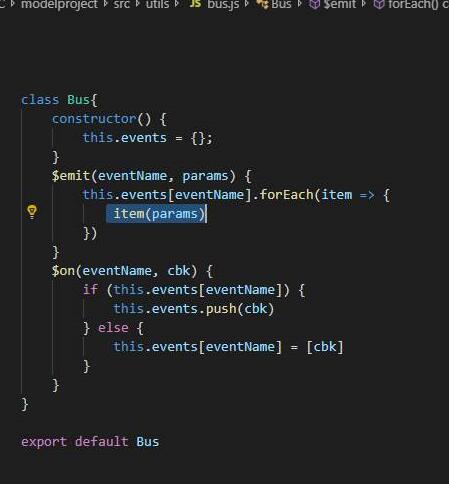 modelproject > src > utils > JS bus.js > Bus > $emit > forEach()
class Bus{
    constructor() {
        this.events = {};
    }
    $emit(eventName, params) {
        this.events[eventName].forEach(item => {
            item(params)
        })
    }
    $on(eventName, cbk) {
        if (this.events[eventName]) {
            this.events.push(cbk)
        } else {
            this.events[eventName] = [cbk]
        }
    }
}
export default Bus